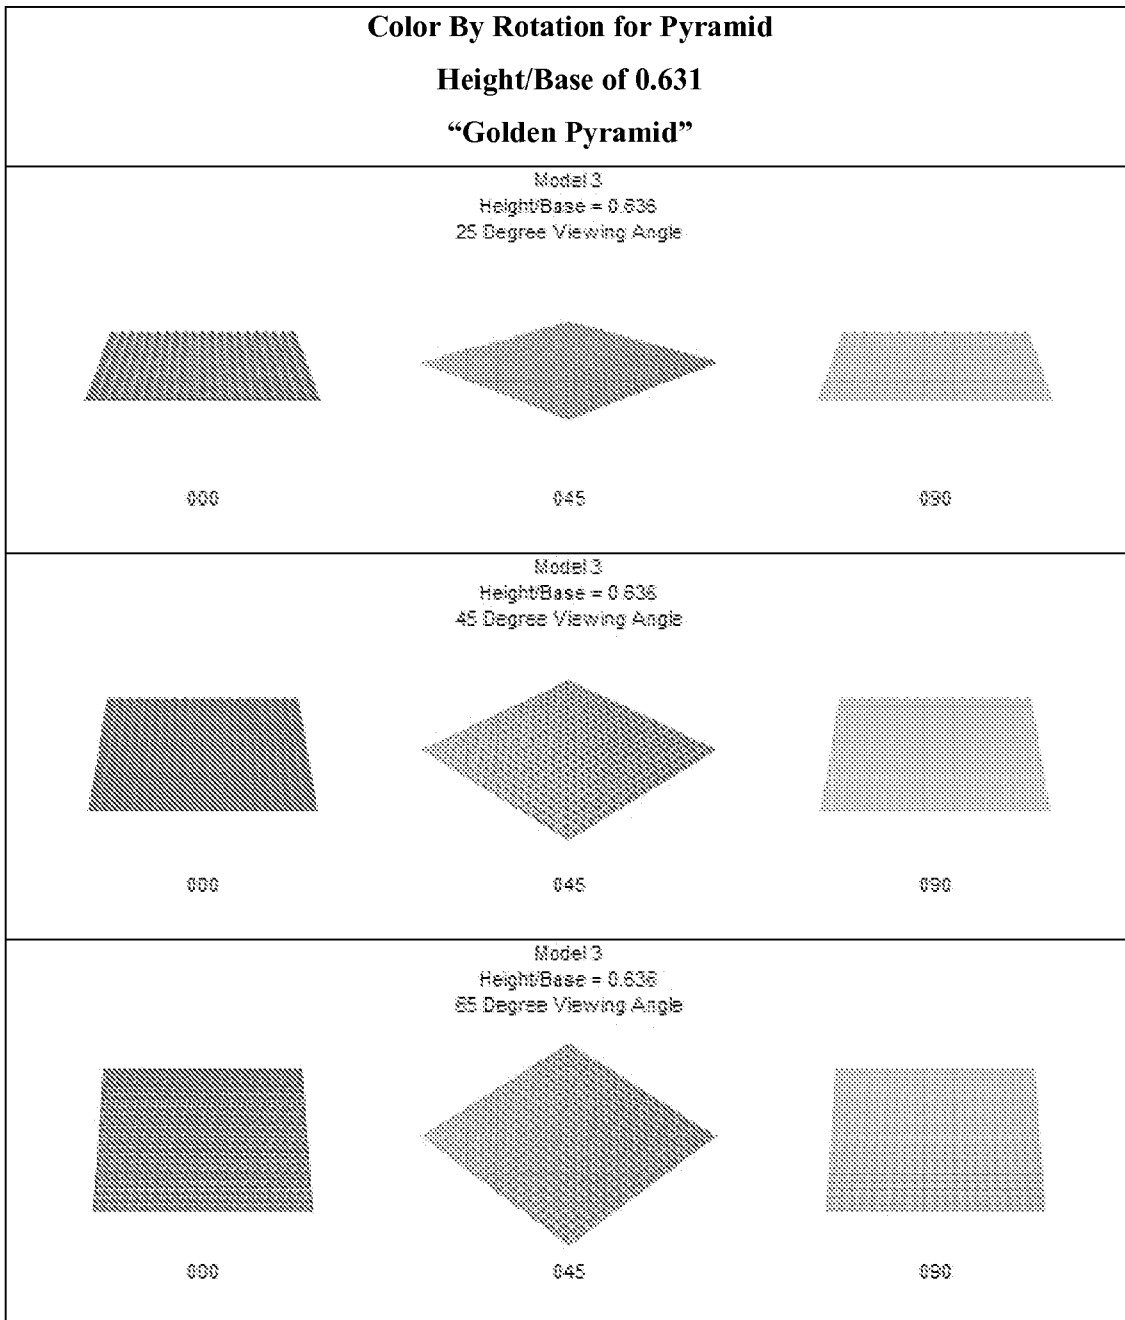 Color By Rotation for Pyramid
Height/Base of 0.631
“Golden Pyramid”
Model 3
Height/Base = 0.636
25 Degree Viewing Angle
000 045 090
Model 3
Height/Base = 0.636
45 Degree Viewing Angle
000 045 090
Model 3
Height/Base = 0.636
65 Degree Viewing Angle
000 045 090